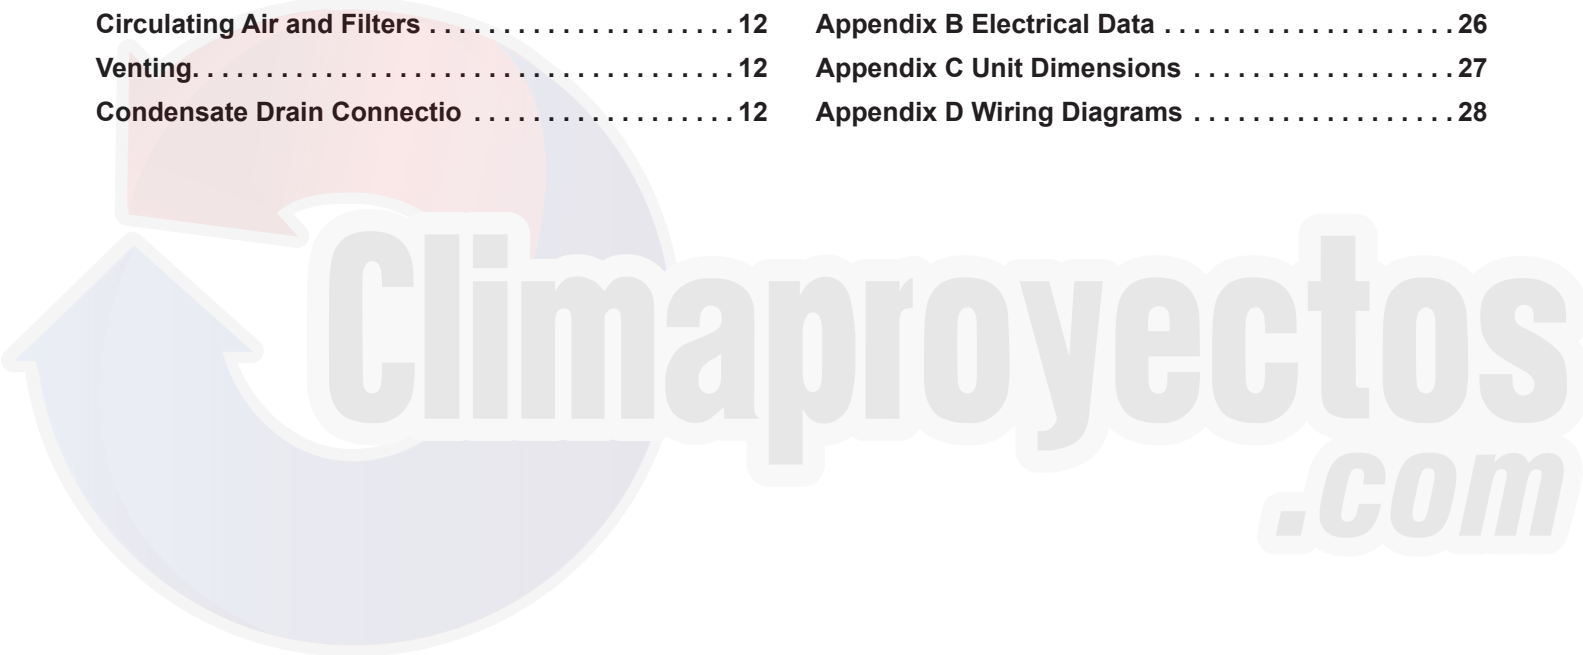 Circulating Air and Filters . . . . . . . . . . . . . . . . . . . . . 12
Venting. . . . . . . . . . . . . . . . . . . . . . . . . . . . . . . . . . . . . 12
Condensate Drain Connectio . . . . . . . . . . . . . . . . . . 12
Appendix B Electrical Data . . . . . . . . . . . . . . . . . . . . 26
Appendix C Unit Dimensions . . . . . . . . . . . . . . . . . . 27
Appendix D Wiring Diagrams . . . . . . . . . . . . . . . . . . 28
Climaproyectos
.com